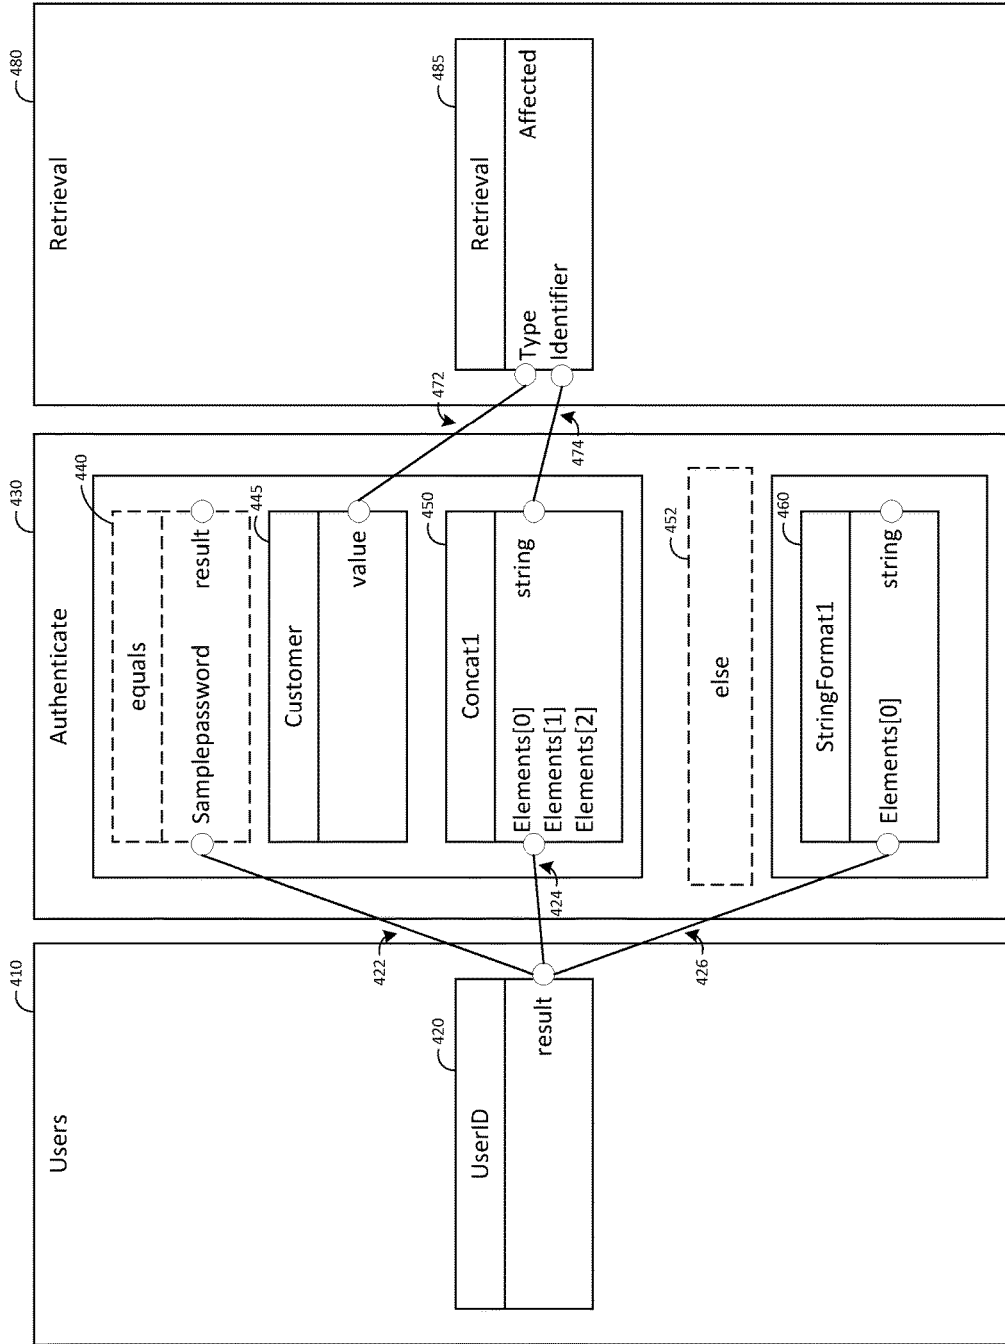 Users
410
UserID
420
result
422
424
426
Authenticate
430
equals
440
Samplepassword result
Customer
445
value
Concat1
450
Elements[0] string
Elements[1]
Elements[2]
else
452
StringFormat1
460
Elements[0] string
472
474
Retrieval
480
Retrieval
485
Type Affected
Identifier